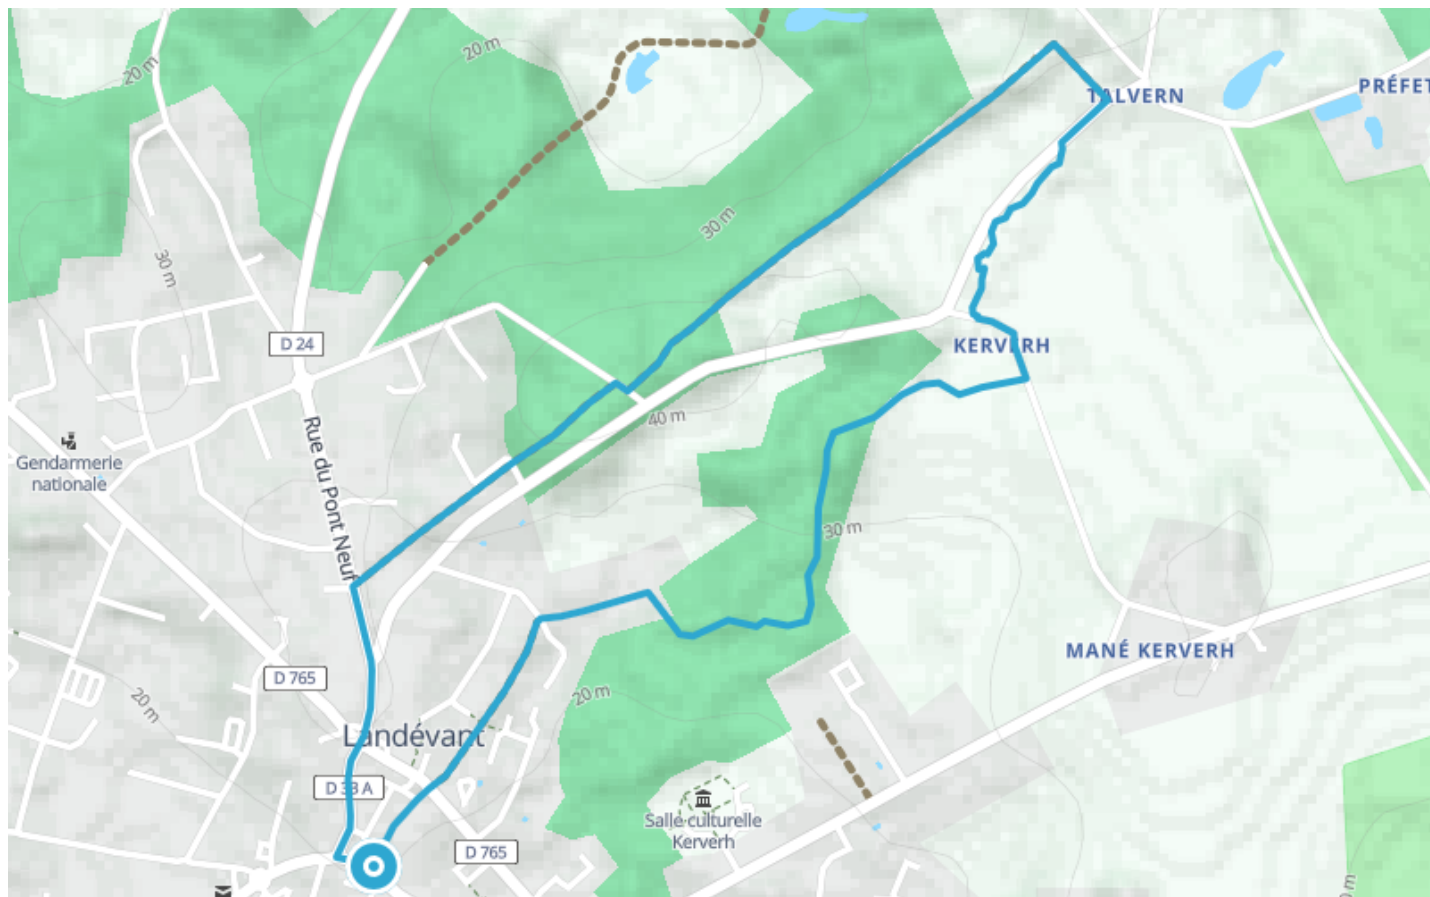 20 m
20 m
TALVERN
PRÉFET
30 m
30 m
D 24
KERVERH
40 m
Rue du Pont Neuf
Gendarmerie
nationale
30 m
MANÉ KERVERH
D 765
20 m
20 m
Landévant
D 33 A
Salle culturelle
Kerverh
D 765
0 m